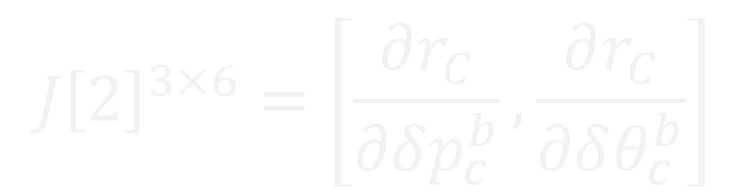 J[2]^{3×6} = [∂r_C/∂δp_c^b, ∂r_C/∂δθ_c^b]